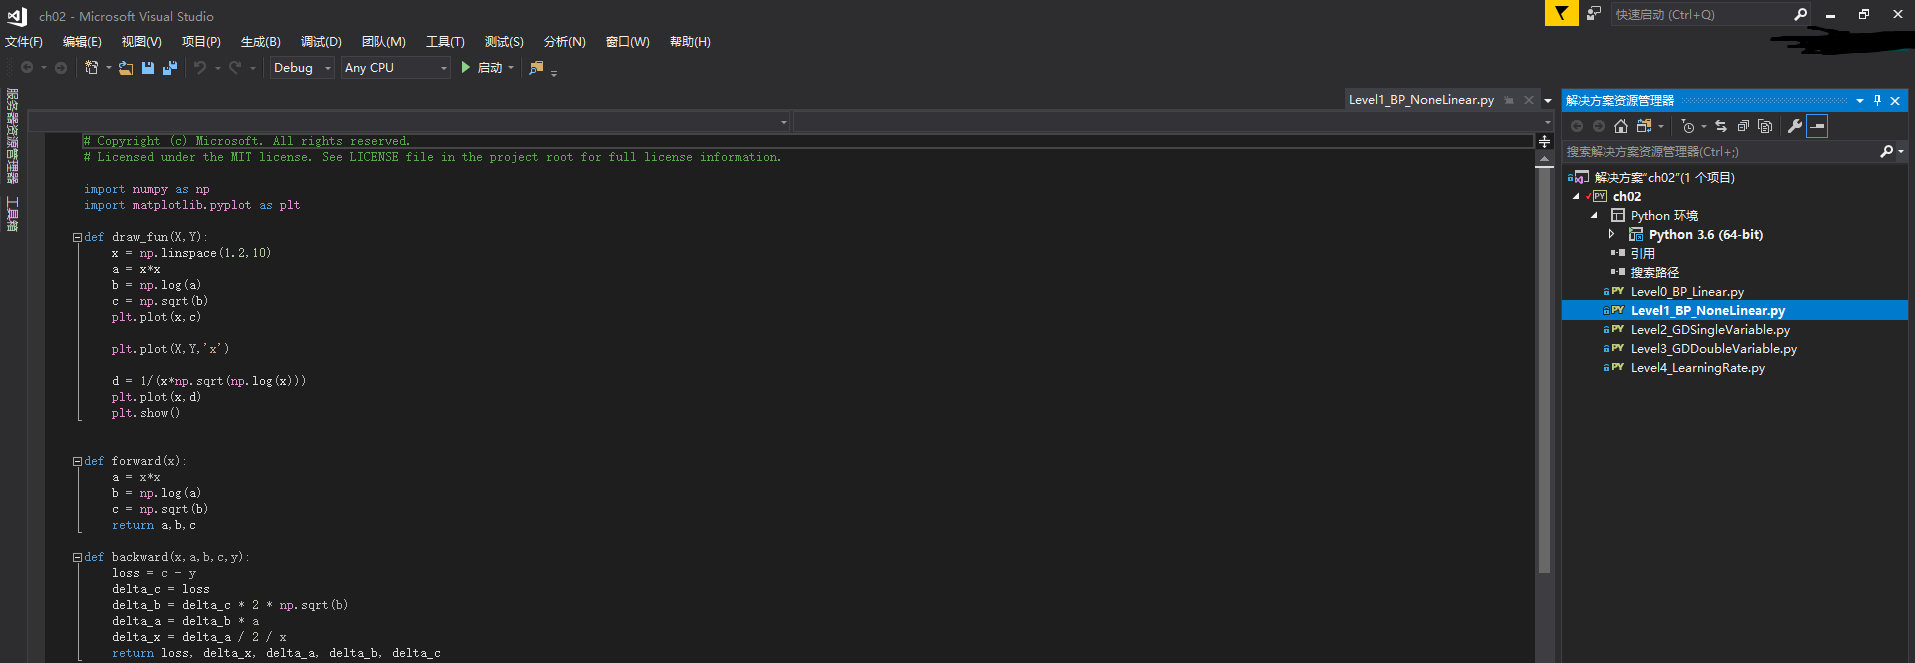 ch02 - Microsoft Visual Studio
快速启动 (Ctrl+Q)
文件(F) 编辑(E) 视图(V) 项目(P) 生成(B) 调试(D) 团队(M) 工具(T) 测试(S) 分析(N) 窗口(W) 帮助(H)
Debug Any CPU 启动
服务器资源管理器
工具箱
Level1_BP_NoneLinear.py
# Copyright (c) Microsoft. All rights reserved.
# Licensed under the MIT license. See LICENSE file in the project root for full license information.
import numpy as np
import matplotlib.pyplot as plt
def draw_fun(X,Y):
x = np.linspace(1.2,10)
a = x*x
b = np.log(a)
c = np.sqrt(b)
plt.plot(x,c)
plt.plot(X,Y,'x')
d = 1/(x*np.sqrt(np.log(x)))
plt.plot(x,d)
plt.show()
def forward(x):
a = x*x
b = np.log(a)
c = np.sqrt(b)
return a,b,c
def backward(x,a,b,c,y):
loss = c - y
delta_c = loss
delta_b = delta_c * 2 * np.sqrt(b)
delta_a = delta_b * a
delta_x = delta_a / 2 / x
return loss, delta_x, delta_a, delta_b, delta_c
解决方案资源管理器
搜索解决方案资源管理器(Ctrl+;)
解决方案"ch02"(1 个项目)
PY ch02
Python 环境
Python 3.6 (64-bit)
引用
搜索路径
PY Level0_BP_Linear.py
PY Level1_BP_NoneLinear.py
PY Level2_GDSingleVariable.py
PY Level3_GDDoubleVariable.py
PY Level4_LearningRate.py